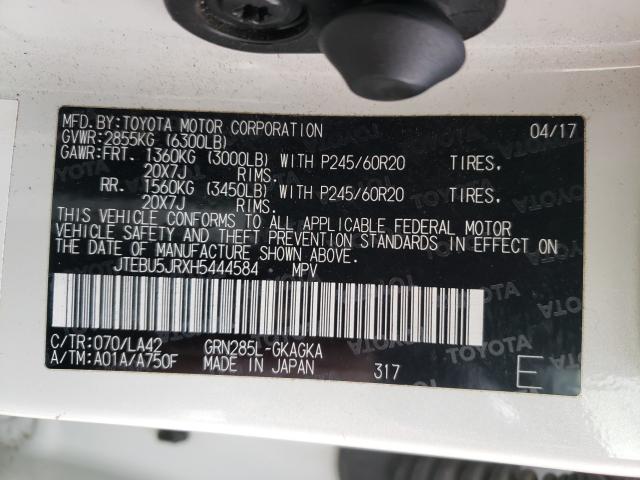 MFD.BY:TOYOTA MOTOR CORPORATION 04/17
GVWR:2855KG (6300LB)
GAWR:FRT. 1360KG (3000LB) WITH P245/60R20 TIRES,
20X7J RIMS.
RR. 1560KG (3450LB) WITH P245/60R20 TIRES,
20X7J RIMS.
THIS VEHICLE CONFORMS TO ALL APPLICABLE FEDERAL MOTOR
VEHICLE SAFETY AND THEFT PREVENTION STANDARDS IN EFFECT ON
THE DATE OF MANUFACTURE SHOWN ABOVE.
JTEBU5JRXH5444584 MPV
C/TR:070/LA42 GRN285L-GKAGKA
A/TM:A01A/A750F MADE IN JAPAN 317 E